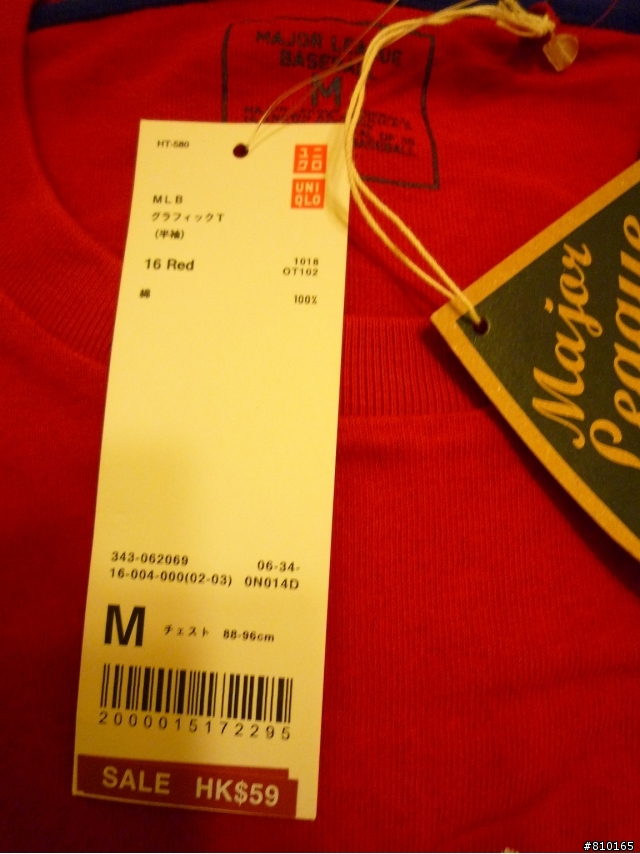 MAJOR LEAGUE
BASEBALL
M
HT-580
ユニ
クロ
UNI
QLO
MLB
グラフィックT
(半袖)
16 Red
1018
OT102
綿 100%
Major
League
343-062069 06-34-
16-004-000(02-03) 0N014D
M チェスト 88-96cm
2000015172295
SALE HK$59
#810165